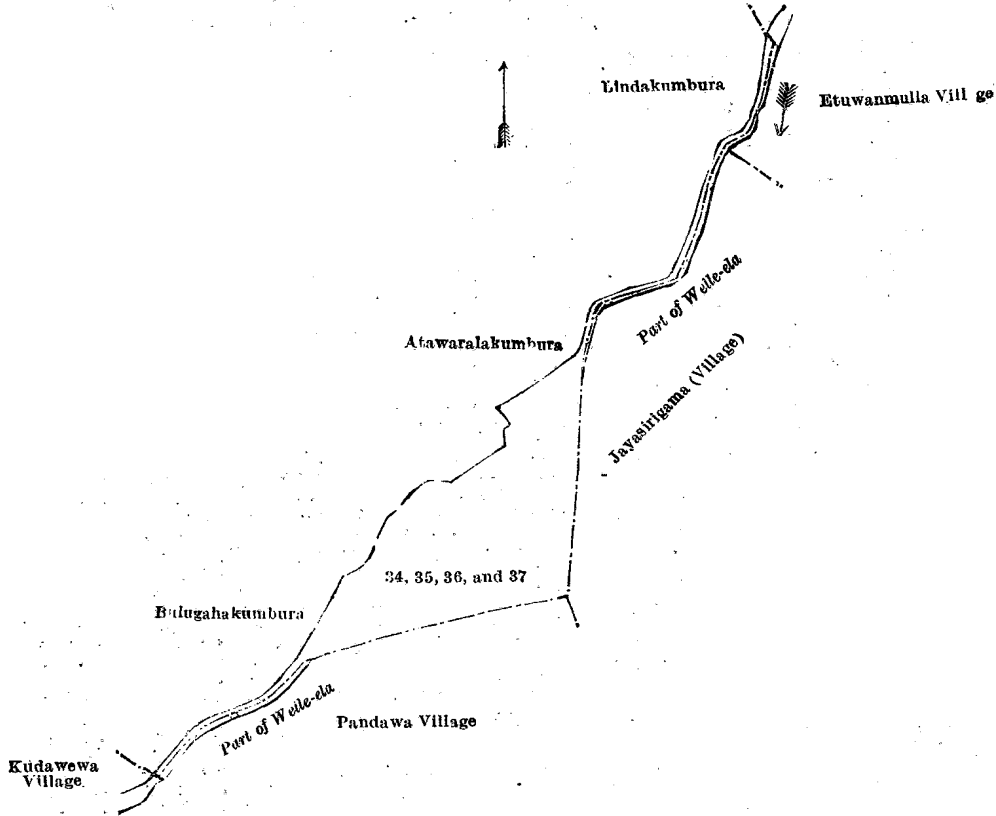 Lindakumbura
Etuwanmulla Vill ge
Part of Welle-ela
Atawaralakumbura
Jayasirigama (Village)
34, 35, 36, and 37
Bulugahakumbura
Part of Welle-ela
Pandawa Village
Kudawewa
Village.